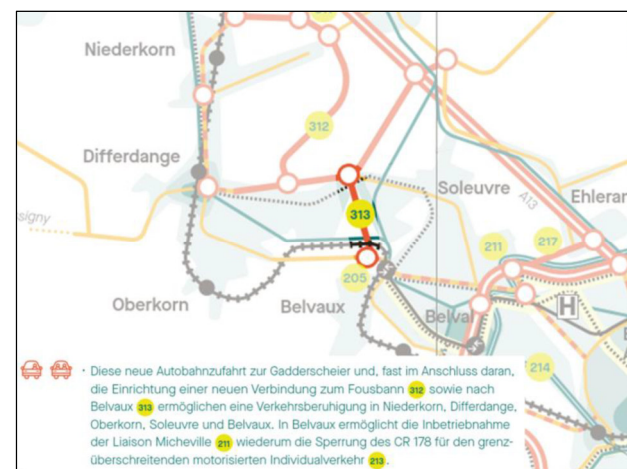 Niederkorn
312
Differdange
Soleuvre
A13
Ehleran
signy
313
211
217
205
Oberkorn
Belvaux
Belval
H
214
· Diese neue Autobahnzufahrt zur Gadderscheier und, fast im Anschluss daran,
die Einrichtung einer neuen Verbindung zum Fousbann 312 sowie nach
Belvaux 313 ermöglichen eine Verkehrsberuhigung in Niederkorn, Differdange,
Oberkorn, Soleuvre und Belvaux. In Belvaux ermöglicht die Inbetriebnahme
der Liaison Micheville 211 wiederum die Sperrung des CR 178 für den grenz-
überschreitenden motorisierten Individualverkehr 213.